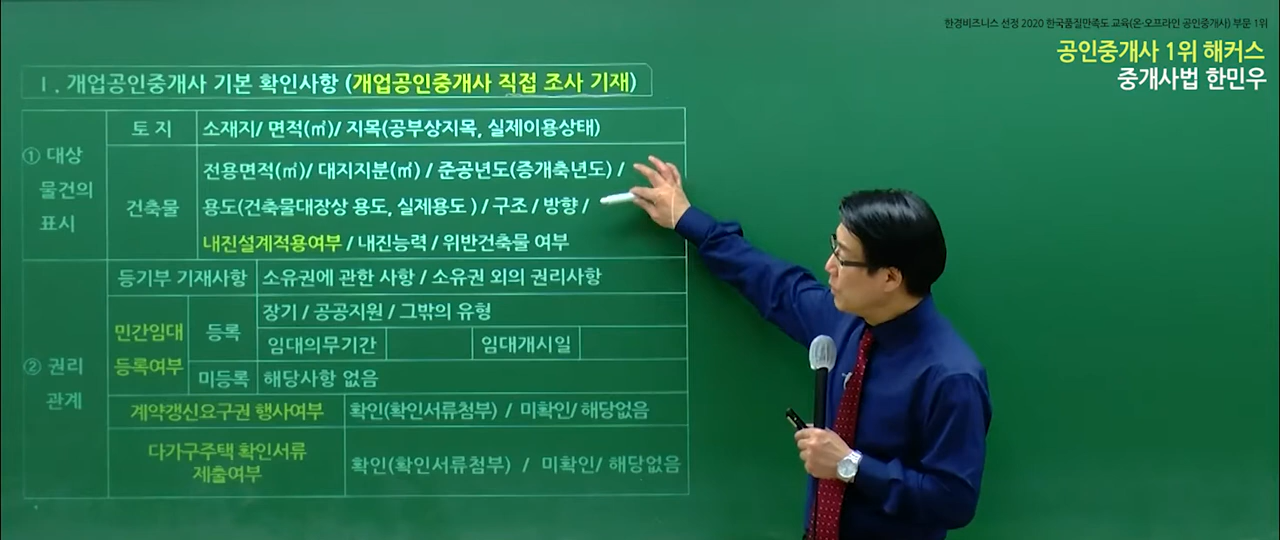 한경비즈니스 선정 2020 한국품질만족도 교육(온·오프라인 공인중개사) 부문 1위
공인중개사 1위 해커스
중개사법 한민우
Ⅰ. 개업공인중개사 기본 확인사항 (개업공인중개사 직접 조사 기재)
① 대상
물건의
표시
토 지
소재지/ 면적(㎡)/ 지목(공부상지목, 실제이용상태)
건축물
전용면적(㎡)/ 대지지분(㎡) / 준공년도(증개축년도) /
용도(건축물대장상 용도, 실제용도 ) / 구조 / 방향 /
내진설계적용여부 / 내진능력 / 위반건축물 여부
② 권리
관계
등기부 기재사항
소유권에 관한 사항 / 소유권 외의 권리사항
민간임대
등록여부
등록
장기 / 공공지원 / 그밖의 유형
임대의무기간
임대개시일
미등록
해당사항 없음
계약갱신요구권 행사여부
확인(확인서류첨부) / 미확인/ 해당없음
다가구주택 확인서류
제출여부
확인(확인서류첨부) / 미확인/ 해당없음